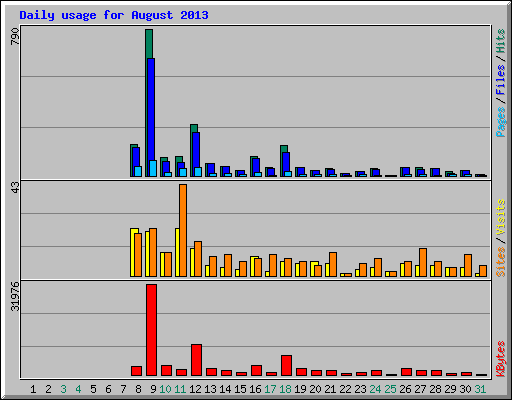 Daily usage for August 2013
790
Pages / Files / Hits
43
Sites / Visits
31976
KBytes
1 2 3 4 5 6 7 8 9 10 11 12 13 14 15 16 17 18 19 20 21 22 23 24 25 26 27 28 29 30 31